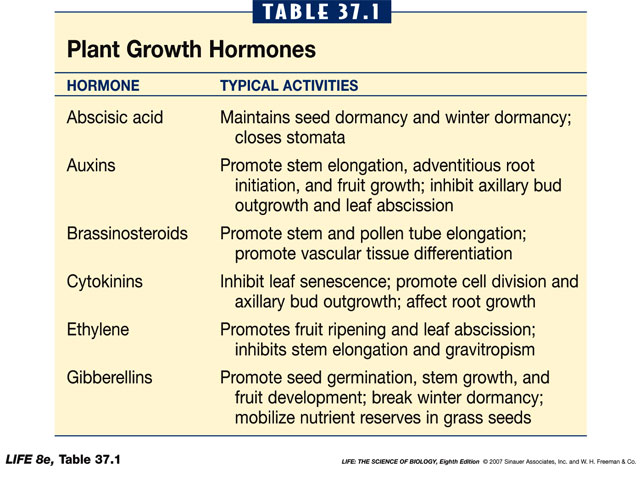 TABLE 37.1
Plant Growth Hormones
HORMONE TYPICAL ACTIVITIES
Abscisic acid Maintains seed dormancy and winter dormancy;
closes stomata
Auxins Promote stem elongation, adventitious root
initiation, and fruit growth; inhibit axillary bud
outgrowth and leaf abscission
Brassinosteroids Promote stem and pollen tube elongation;
promote vascular tissue differentiation
Cytokinins Inhibit leaf senescence; promote cell division and
axillary bud outgrowth; affect root growth
Ethylene Promotes fruit ripening and leaf abscission;
inhibits stem elongation and gravitropism
Gibberellins Promote seed germination, stem growth, and
fruit development; break winter dormancy;
mobilize nutrient reserves in grass seeds
LIFE 8e, Table 37.1 LIFE: THE SCIENCE OF BIOLOGY, Eighth Edition © 2007 Sinauer Associates, Inc. and W. H. Freeman & Co.